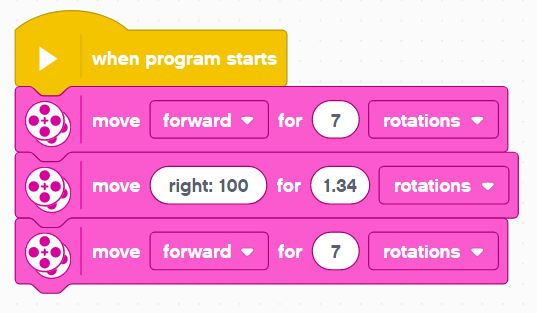 when program starts
move forward for 7 rotations
move right: 100 for 1.34 rotations
move forward for 7 rotations